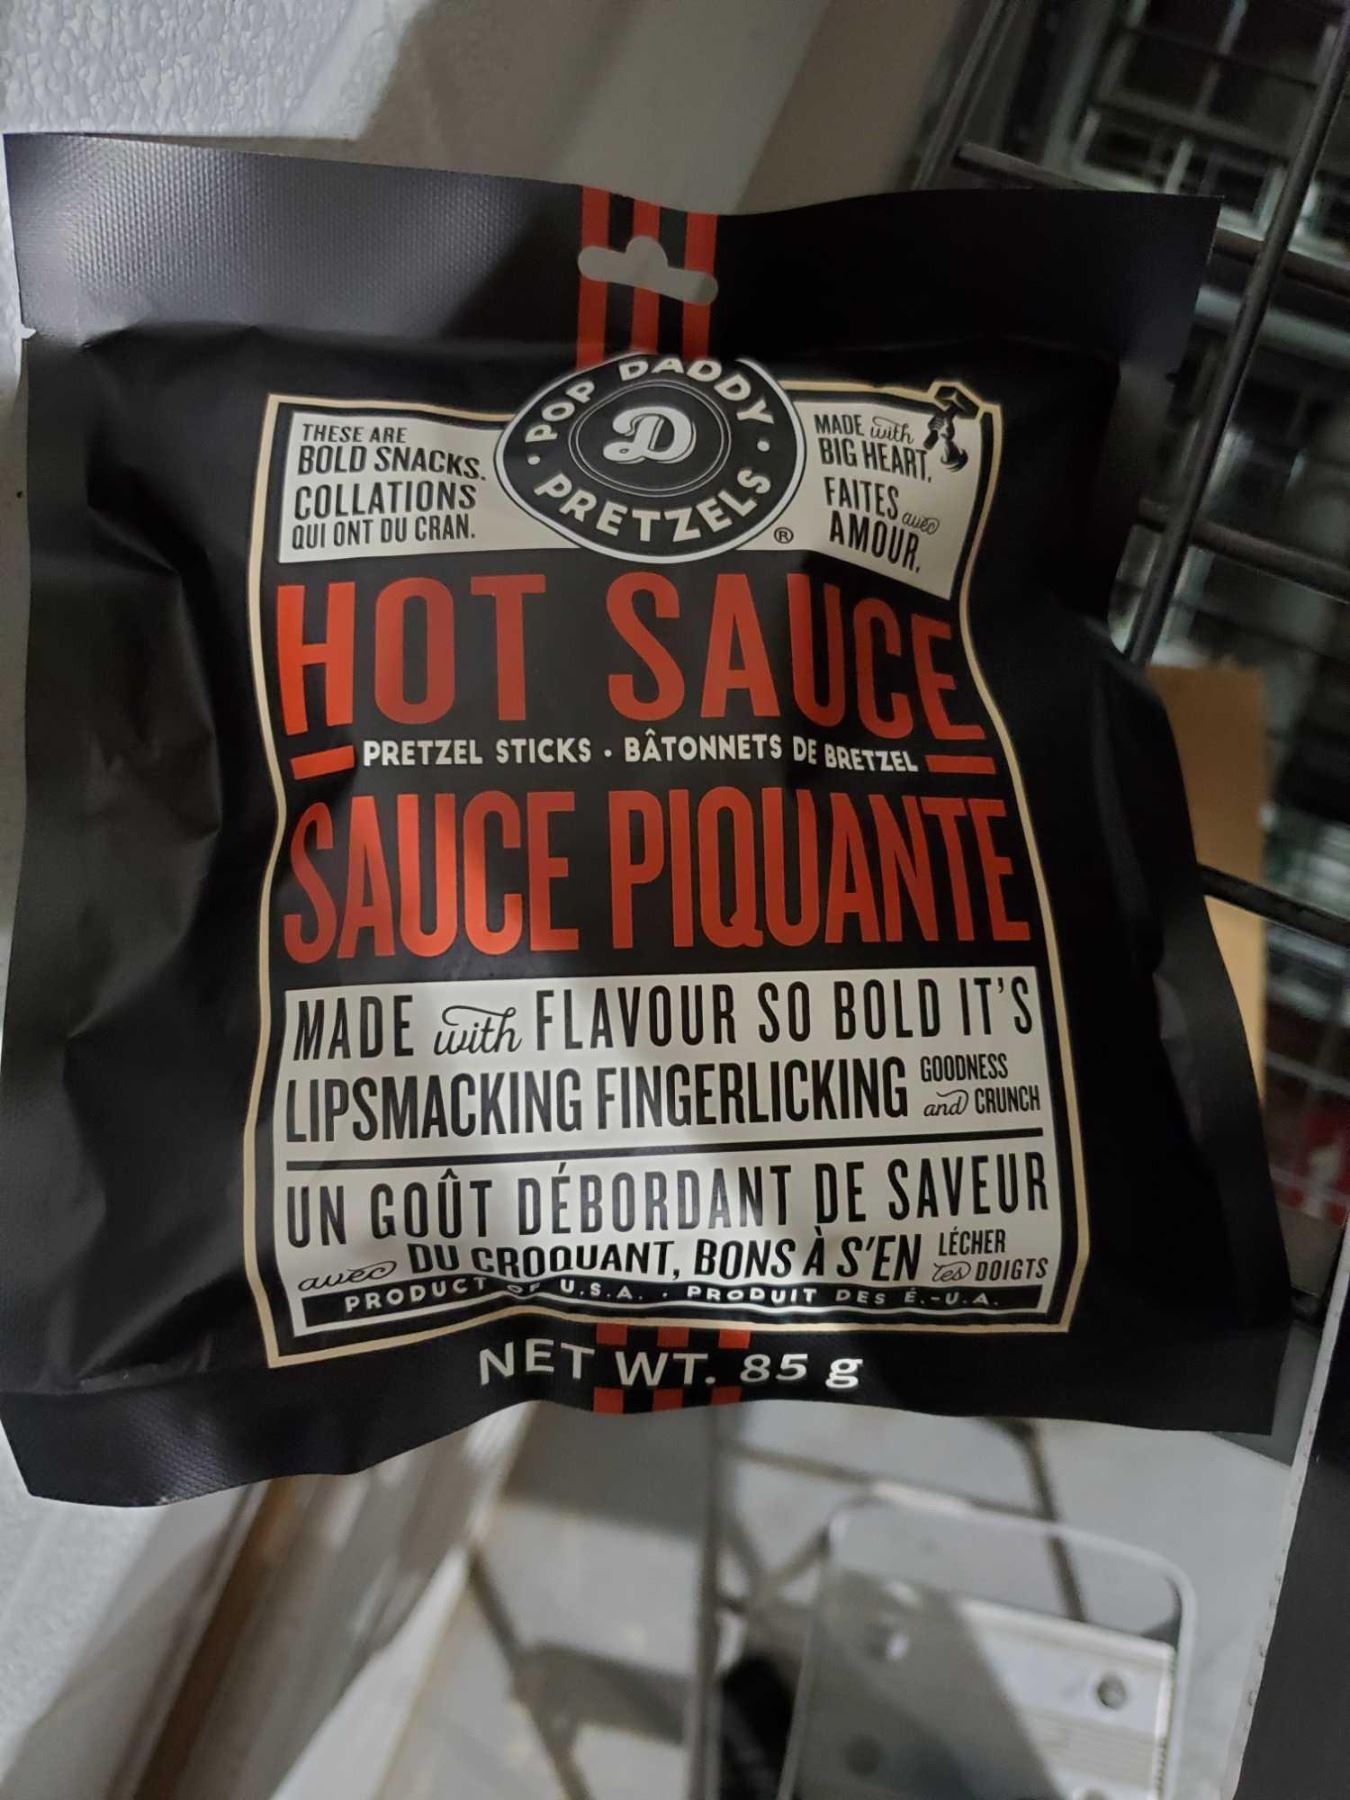 POP DADDY
D
PRETZELS
®
THESE ARE
BOLD SNACKS.
COLLATIONS
QUI ONT DU CRAN.
MADE with
BIG HEART.
FAITES avec
AMOUR.
HOT SAUCE
PRETZEL STICKS · BÂTONNETS DE BRETZEL
SAUCE PIQUANTE
MADE with FLAVOUR SO BOLD IT'S
LIPSMACKING FINGERLICKING GOODNESS and CRUNCH
UN GOÛT DÉBORDANT DE SAVEUR
avec DU CROQUANT, BONS À S'EN LÉCHER les DOIGTS
PRODUCT OF U.S.A. · PRODUIT DES É.-U.A.
NET WT. 85 g